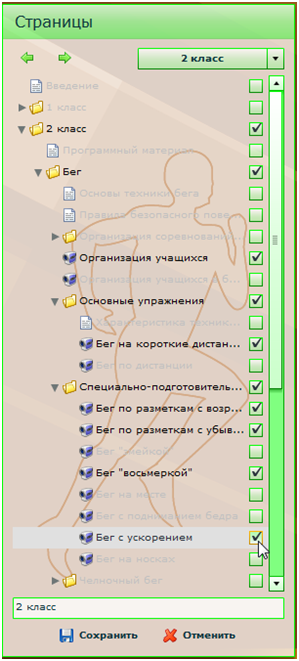 Страницы
2 класс
Введение
1 класс
2 класс
Программный материал
Бег
Основы техники бега
Правила безопасного пове...
Организация соревновани...
Организация учащихся
Организация учащихся в б...
Основные упражнения
Характеристика техник...
Бег на короткие дистан...
Бег по дистанции
Специально-подготовитель...
Бег по разметкам с возр...
Бег по разметкам с убыв...
Бег "змейкой"
Бег "восьмеркой"
Бег на месте
Бег с подниманием бедра
Бег с ускорением
Бег на носках
Челночный бег
2 класс
Сохранить Отменить